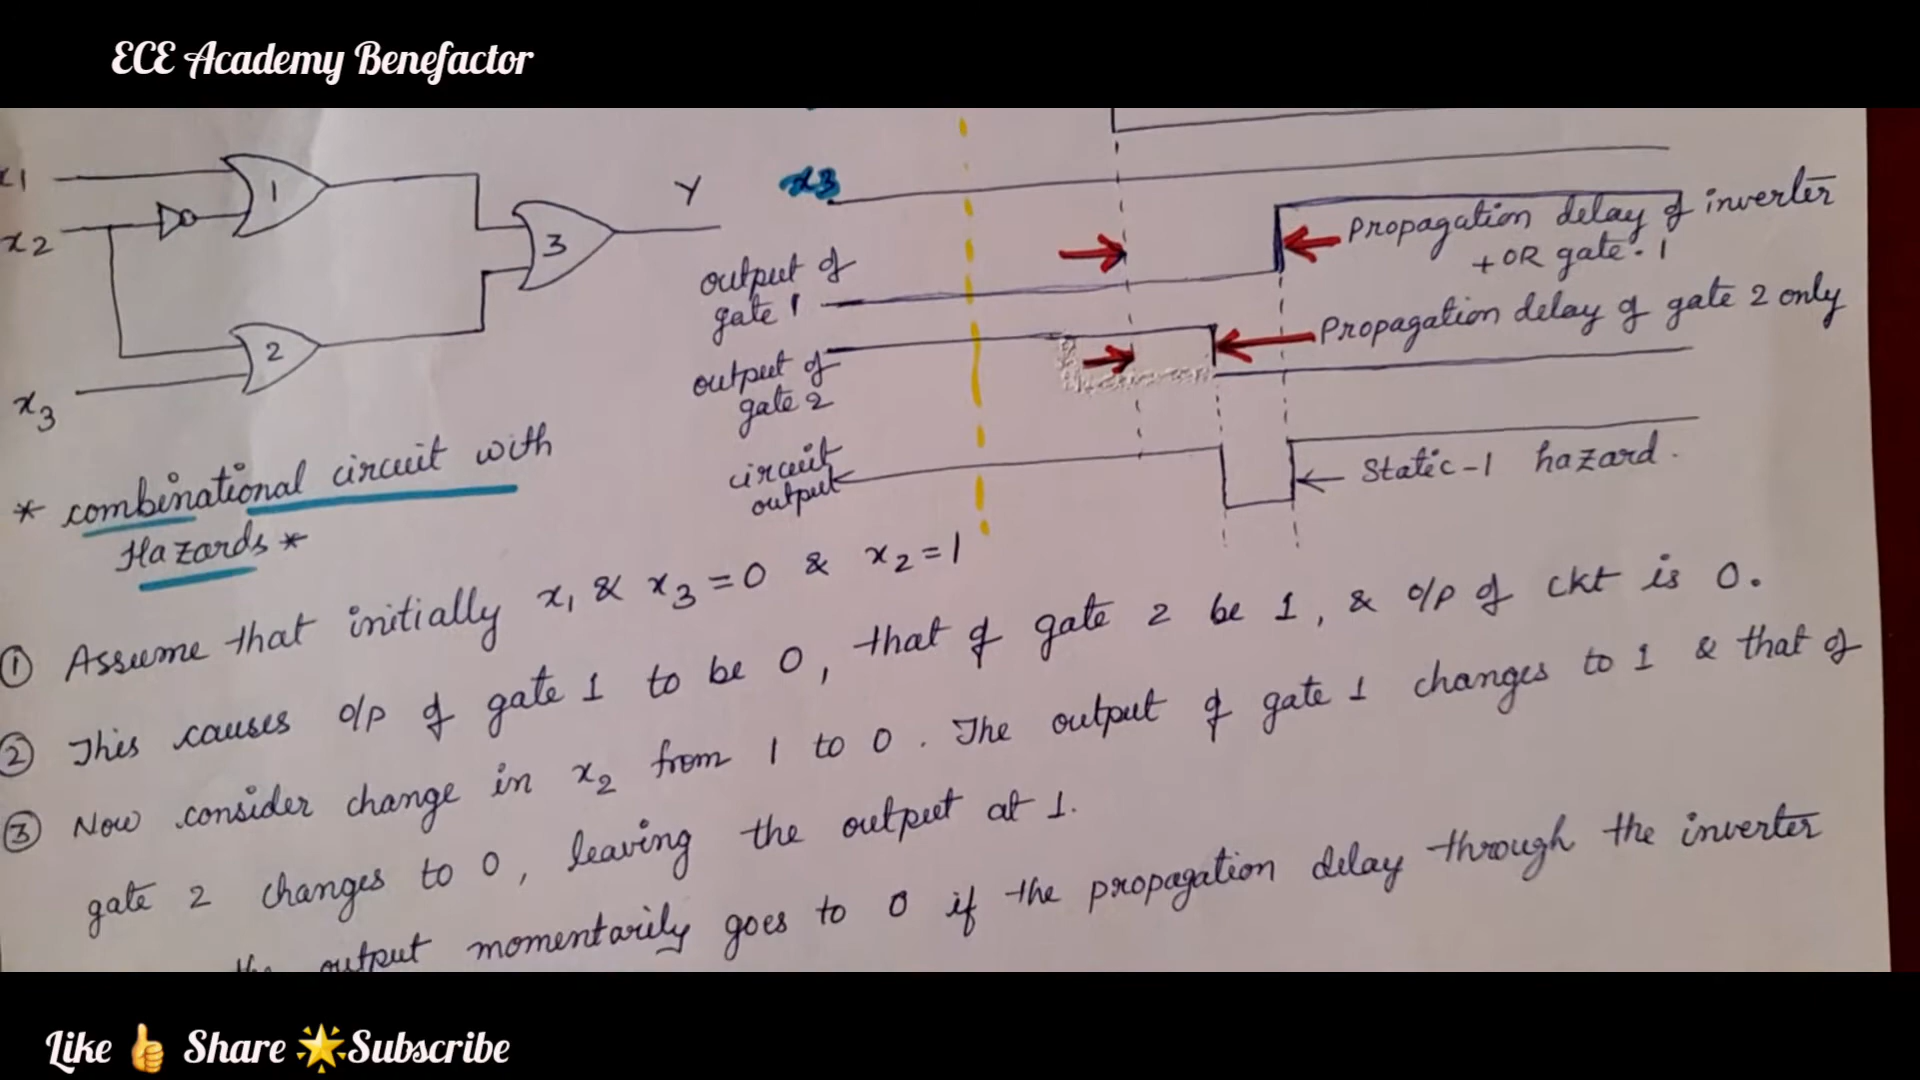 ECE Academy Benefactor
x1
1
Y
x2
3
2
x3
x3
output of
gate 1
Propagation delay of inverter
+ OR gate-1
output of
gate 2
Propagation delay of gate 2 only
circuit
output
Static-1 hazard.
* combinational circuit with
Hazards *
① Assume that initially x1 & x3 = 0 & x2 = 1
② This causes o/p of gate 1 to be 0, that of gate 2 be 1, & o/p of ckt is 0.
③ Now consider change in x2 from 1 to 0. The output of gate 1 changes to 1 & that of
gate 2 changes to 0, leaving the output at 1.
the output momentarily goes to 0 if the propagation delay through the inverter
Like 👍 Share 🌟Subscribe